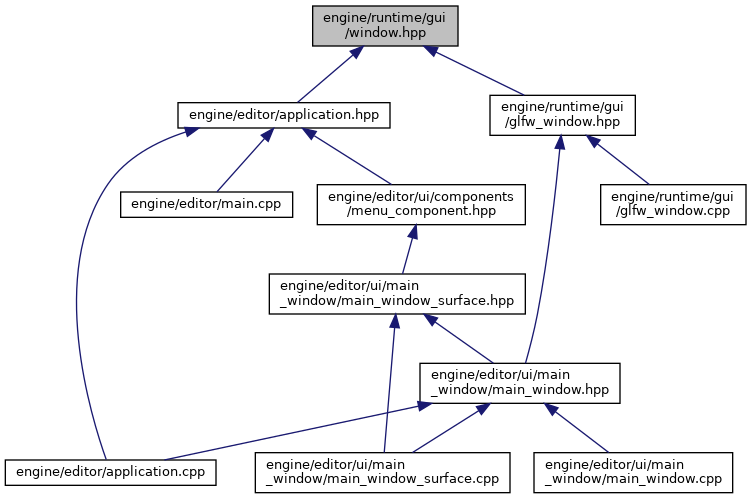 engine/runtime/gui
/window.hpp
engine/editor/application.hpp
engine/runtime/gui
/glfw_window.hpp
engine/editor/main.cpp
engine/editor/ui/components
/menu_component.hpp
engine/runtime/gui
/glfw_window.cpp
engine/editor/ui/main
_window/main_window_surface.hpp
engine/editor/ui/main
_window/main_window.hpp
engine/editor/application.cpp
engine/editor/ui/main
_window/main_window_surface.cpp
engine/editor/ui/main
_window/main_window.cpp